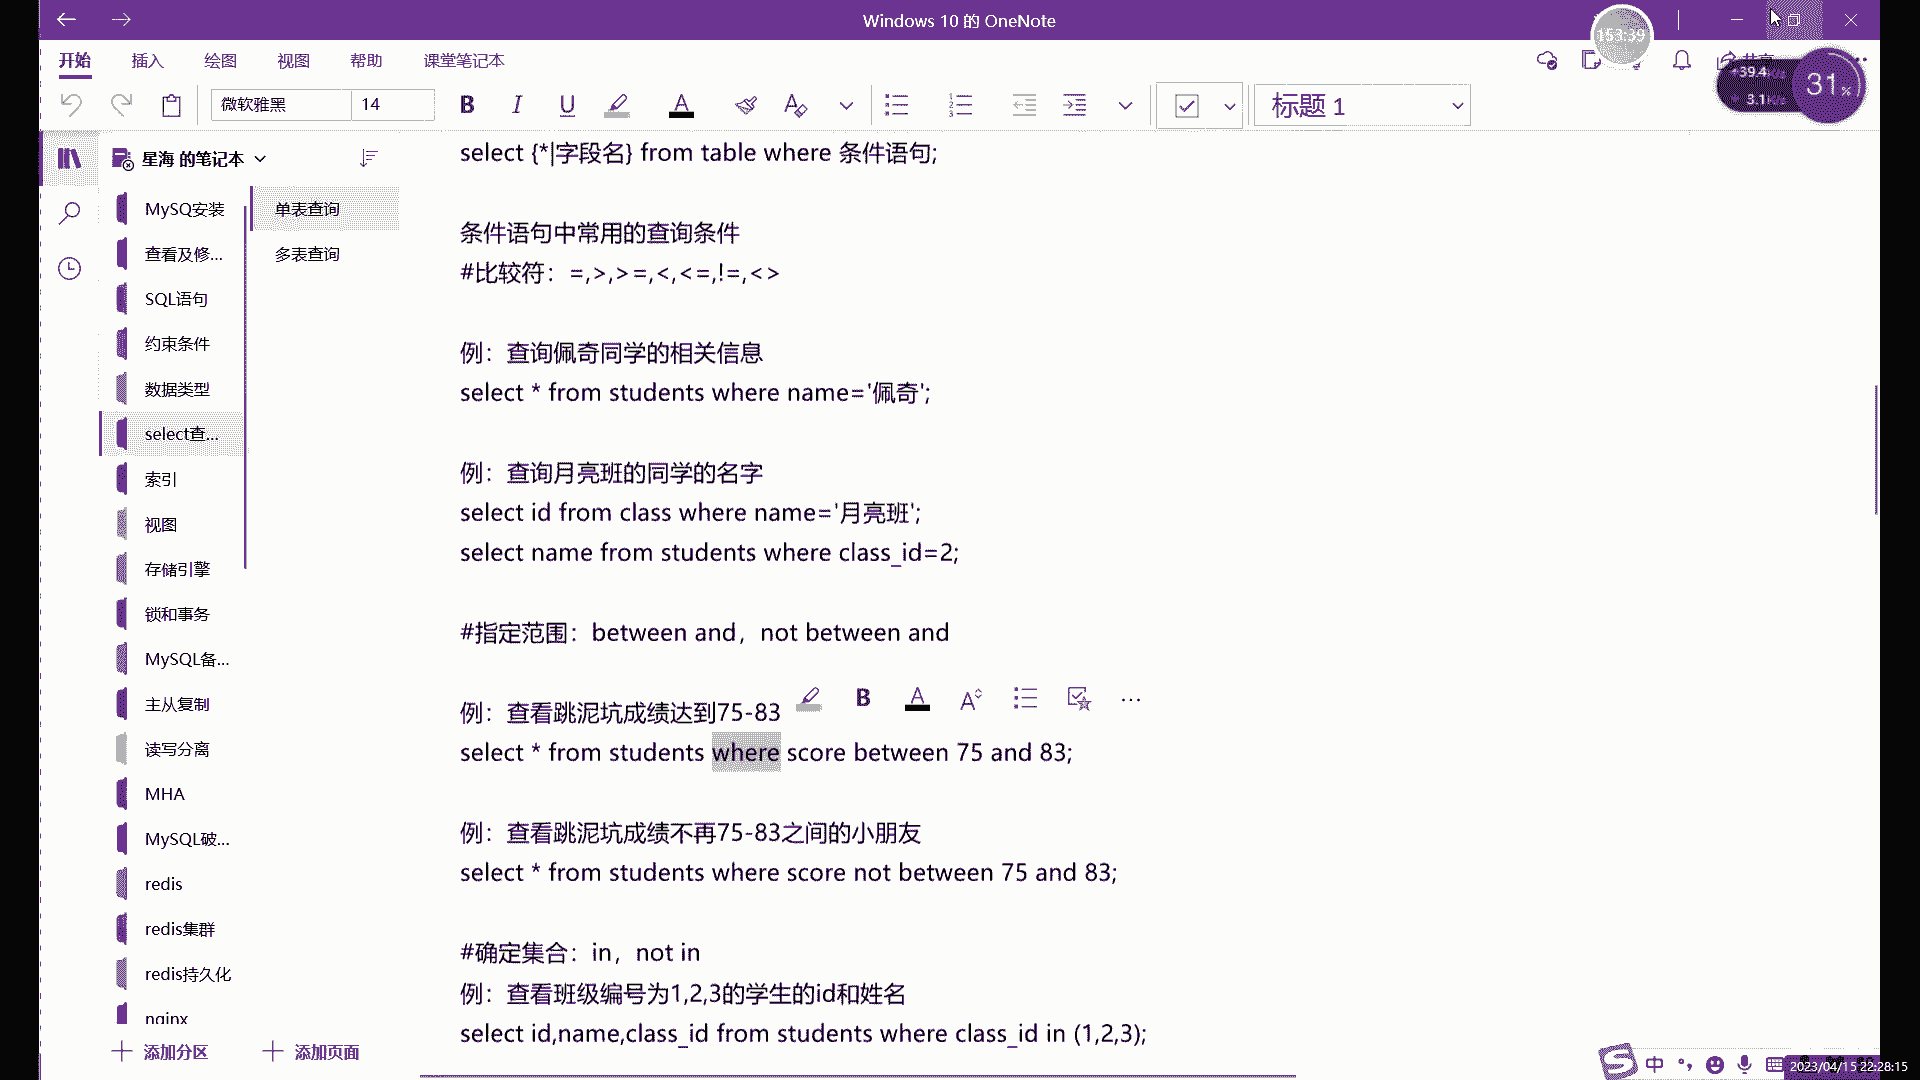 Windows 10 的 OneNote
153:39
开始 插入 绘图 视图 帮助 课堂笔记本
共享
+39.4
3.1K/s
31%
微软雅黑 14 B I U A 标题 1
星海 的笔记本
MySQ安装
查看及修...
SQL语句
约束条件
数据类型
select查...
索引
视图
存储引擎
锁和事务
MySQL备...
主从复制
读写分离
MHA
MySQL破...
redis
redis集群
redis持久化
nginx
添加分区
单表查询
多表查询
添加页面
select {*|字段名} from table where 条件语句;
条件语句中常用的查询条件
#比较符：=,>,>=,<,<=,!=,<>
例：查询佩奇同学的相关信息
select * from students where name='佩奇';
例：查询月亮班的同学的名字
select id from class where name='月亮班';
select name from students where class_id=2;
#指定范围：between and，not between and
例：查看跳泥坑成绩达到75-83
B A A
select * from students where score between 75 and 83;
例：查看跳泥坑成绩不再75-83之间的小朋友
select * from students where score not between 75 and 83;
#确定集合：in，not in
例：查看班级编号为1,2,3的学生的id和姓名
select id,name,class_id from students where class_id in (1,2,3);
中
2023/04/15 22:28:15